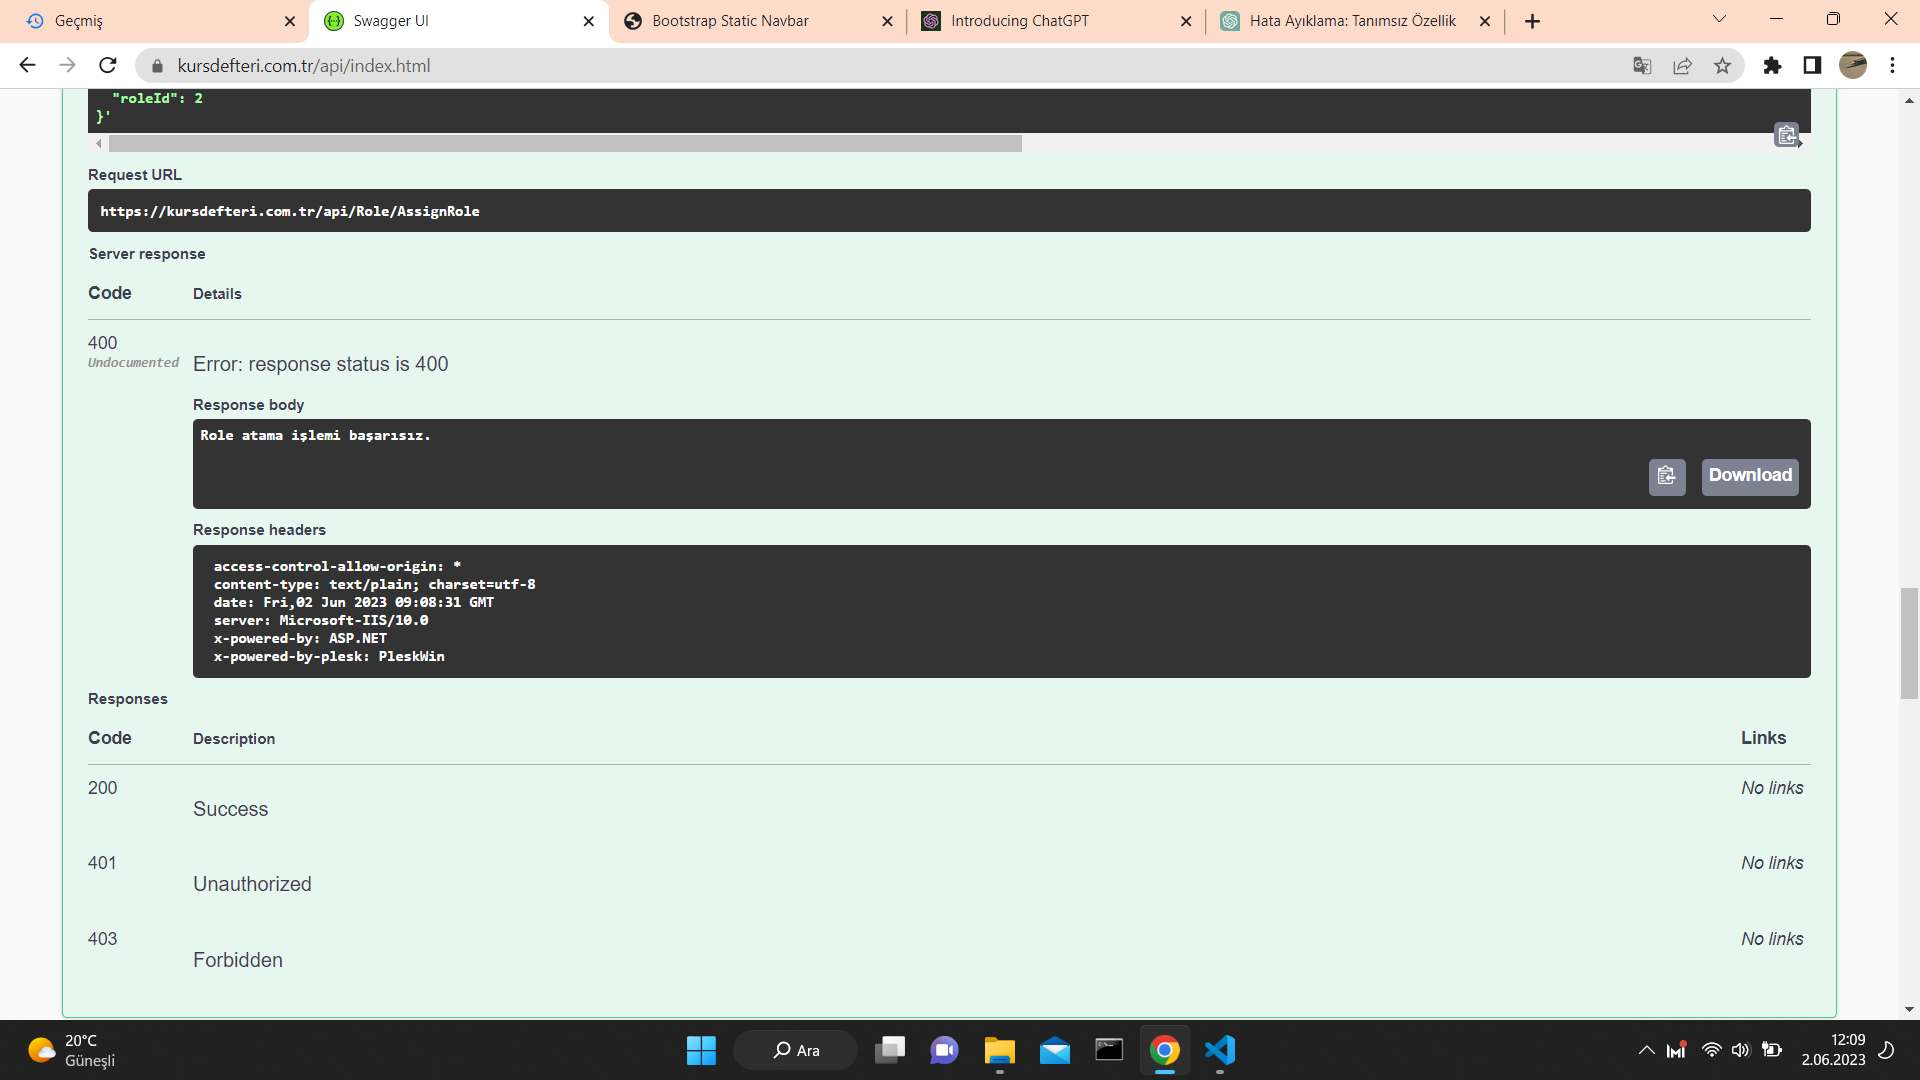 Geçmiş
Swagger UI
Bootstrap Static Navbar
Introducing ChatGPT
Hata Ayıklama: Tanımsız Özellik
kursdefteri.com.tr/api/index.html
"roleId": 2
}'
Request URL
https://kursdefteri.com.tr/api/Role/AssignRole
Server response
Code Details
400
Undocumented
Error: response status is 400
Response body
Role atama işlemi başarısız.
Download
Response headers
access-control-allow-origin: *
content-type: text/plain; charset=utf-8
date: Fri,02 Jun 2023 09:08:31 GMT
server: Microsoft-IIS/10.0
x-powered-by: ASP.NET
x-powered-by-plesk: PleskWin
Responses
Code Description Links
200 No links
Success
401 No links
Unauthorized
403 No links
Forbidden
20°C
Güneşli
Ara
12:09
2.06.2023